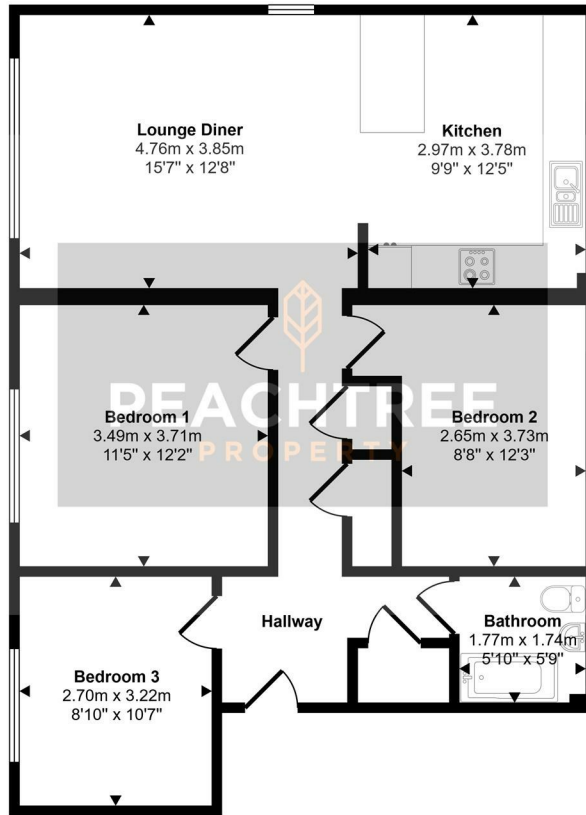 Lounge Diner
4.76m x 3.85m
15'7" x 12'8"
Kitchen
2.97m x 3.78m
9'9" x 12'5"
PEACHTREE
PROPERTY
Bedroom 1
3.49m x 3.71m
11'5" x 12'2"
Bedroom 2
2.65m x 3.73m
8'8" x 12'3"
Hallway
Bathroom
1.77m x 1.74m
5'10" x 5'9"
Bedroom 3
2.70m x 3.22m
8'10" x 10'7"